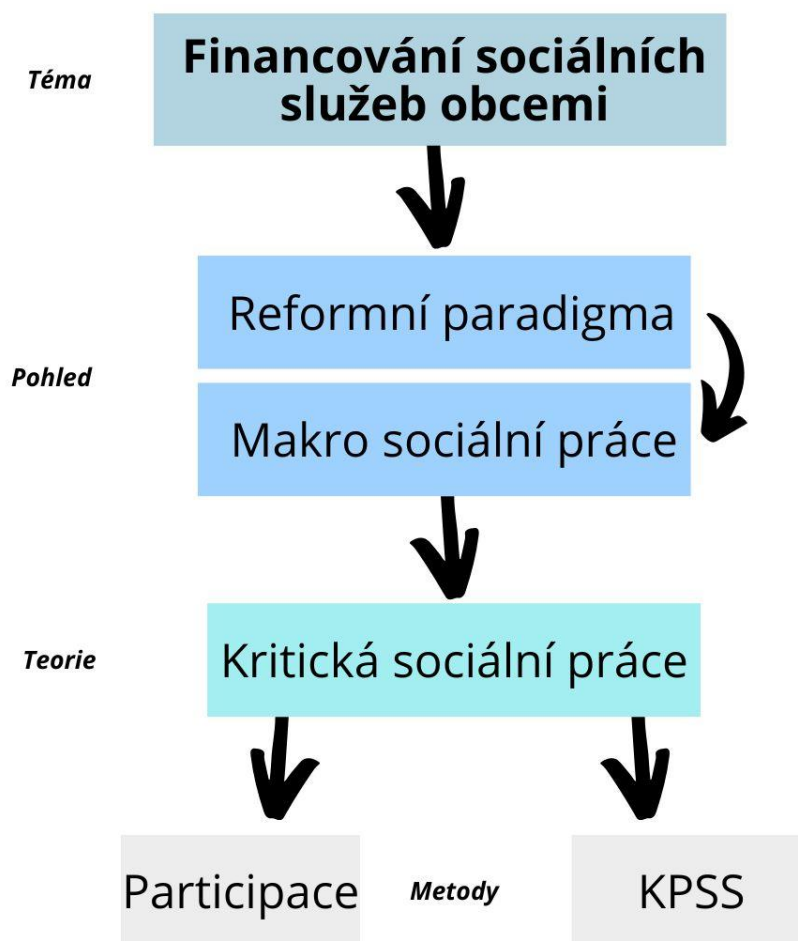 Téma
Financování sociálních
služeb obcemi
Reformní paradigma
Pohled
Makro sociální práce
Teorie
Kritická sociální práce
Participace
Metody
KPSS